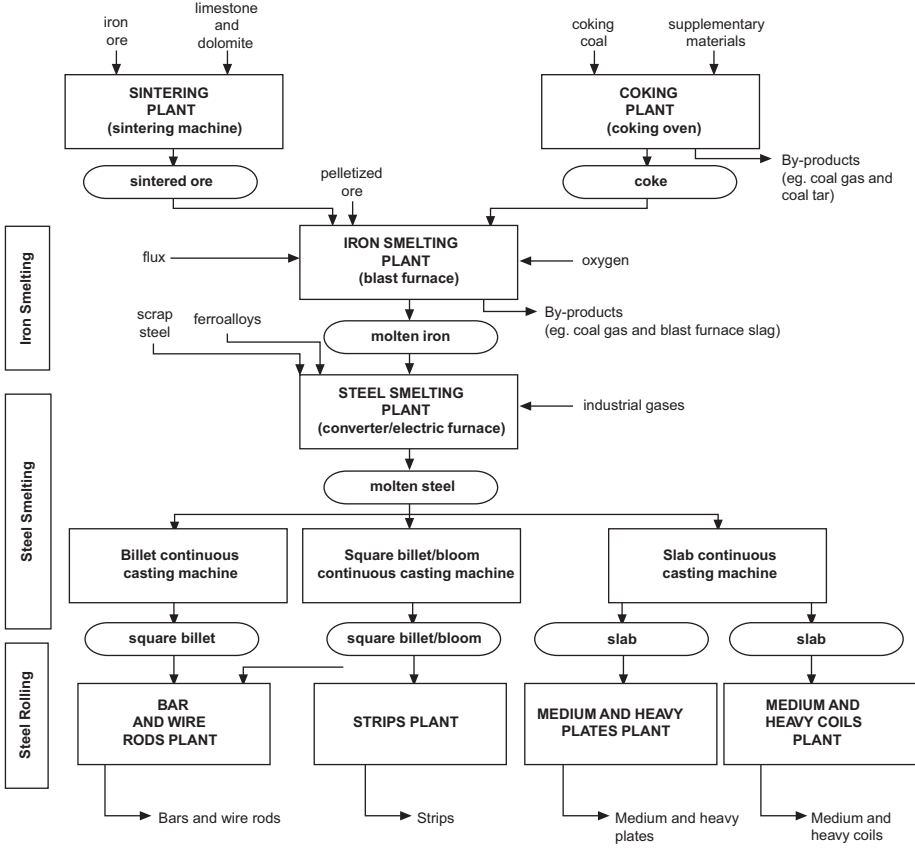 iron
ore
limestone
and
dolomite
coking
coal
supplementary
materials
SINTERING
PLANT
(sintering machine)
COKING
PLANT
(coking oven)
sintered ore
pelletized
ore
coke
By-products
(eg. coal gas and
coal tar)
Iron Smelting
flux
IRON SMELTING
PLANT
(blast furnace)
oxygen
By-products
(eg. coal gas and blast furnace slag)
scrap
steel
ferroalloys
molten iron
Steel Smelting
STEEL SMELTING
PLANT
(converter/electric furnace)
industrial gases
molten steel
Billet continuous
casting machine
Square billet/bloom
continuous casting machine
Slab continuous
casting machine
square billet
square billet/bloom
slab
slab
Steel Rolling
BAR
AND WIRE
RODS PLANT
STRIPS PLANT
MEDIUM AND HEAVY
PLATES PLANT
MEDIUM AND
HEAVY COILS
PLANT
Bars and wire rods
Strips
Medium and heavy
plates
Medium and
heavy coils